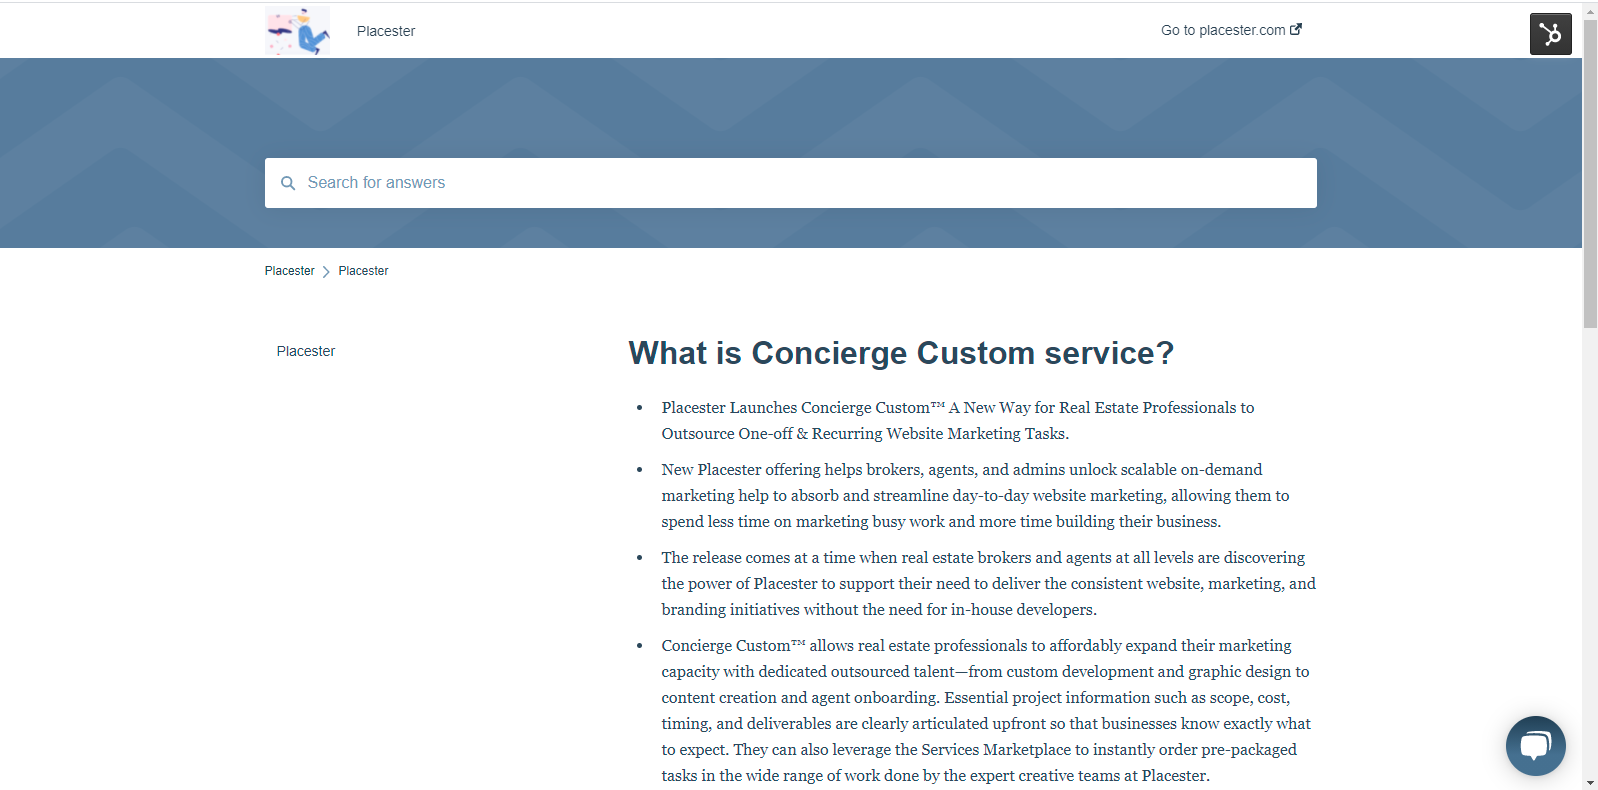 Placester
Go to placester.com
Search for answers
Placester > Placester
Placester
What is Concierge Custom service?
• Placester Launches Concierge Custom™ A New Way for Real Estate Professionals to
Outsource One-off & Recurring Website Marketing Tasks.
• New Placester offering helps brokers, agents, and admins unlock scalable on-demand
marketing help to absorb and streamline day-to-day website marketing, allowing them to
spend less time on marketing busy work and more time building their business.
• The release comes at a time when real estate brokers and agents at all levels are discovering
the power of Placester to support their need to deliver the consistent website, marketing, and
branding initiatives without the need for in-house developers.
• Concierge Custom™ allows real estate professionals to affordably expand their marketing
capacity with dedicated outsourced talent—from custom development and graphic design to
content creation and agent onboarding. Essential project information such as scope, cost,
timing, and deliverables are clearly articulated upfront so that businesses know exactly what
to expect. They can also leverage the Services Marketplace to instantly order pre-packaged
tasks in the wide range of work done by the expert creative teams at Placester.